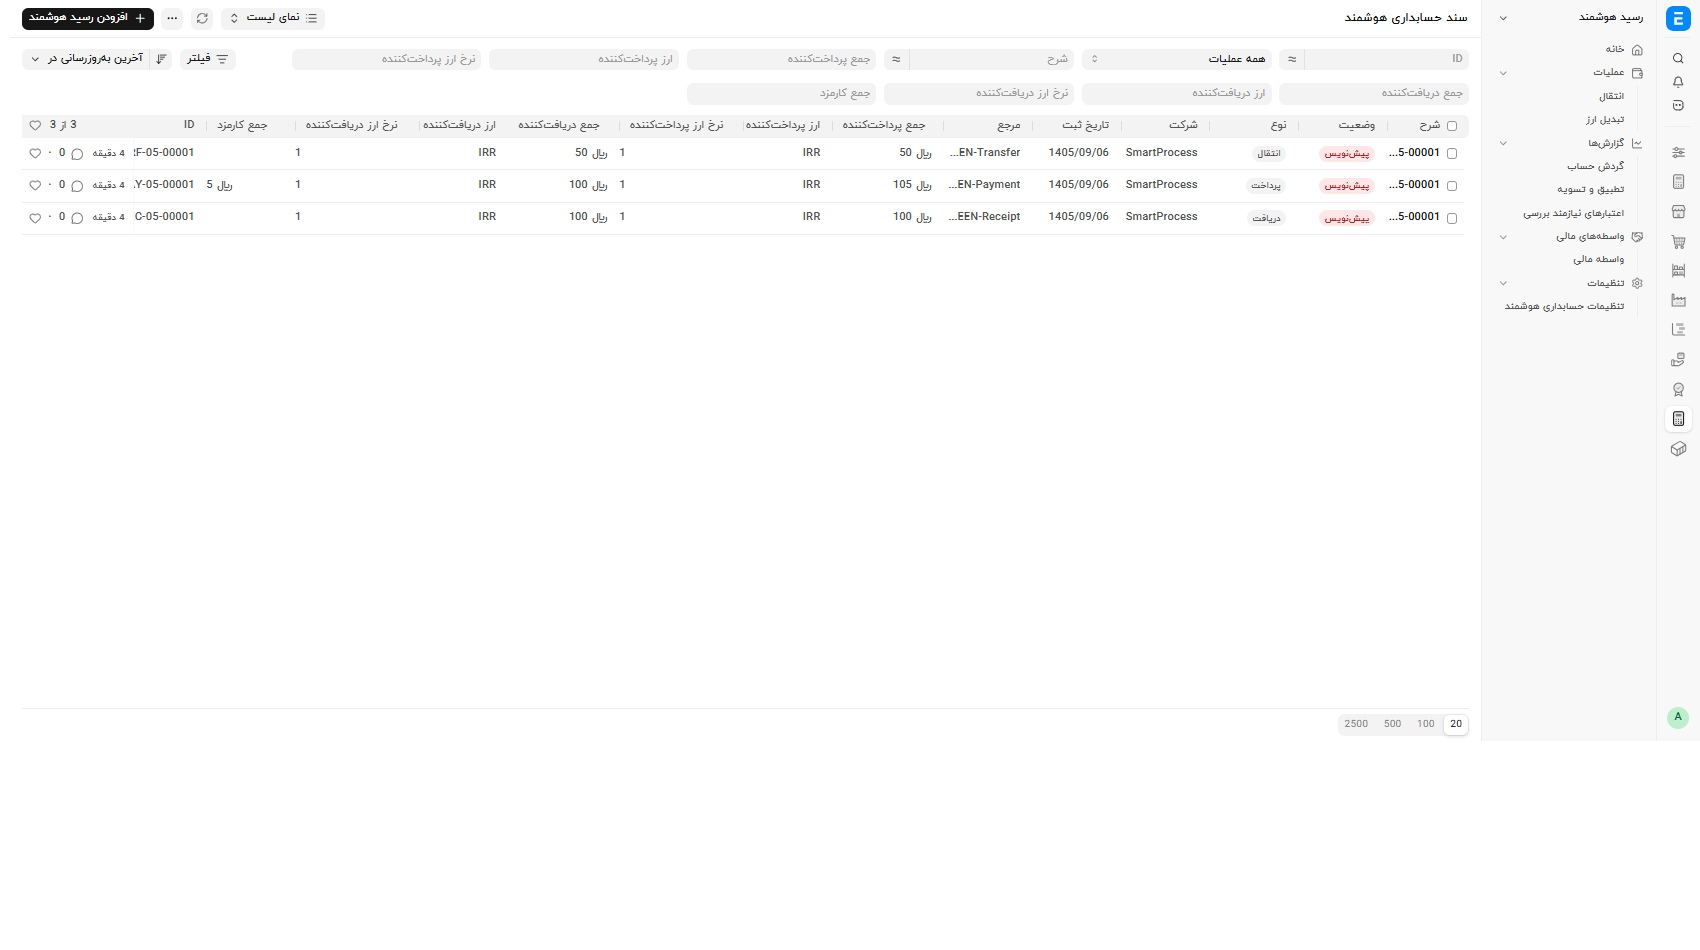 رسید هوشمند
خانه
عملیات
انتقال
تبدیل ارز
گزارش‌ها
گردش حساب
تطبیق و تسویه
اعتبارهای نیازمند بررسی
واسطه‌های مالی
واسطه مالی
تنظیمات
تنظیمات حسابداری هوشمند
A
سند حسابداری هوشمند
نمای لیست
افزودن رسید هوشمند
ID ≈ همه عملیات شرح ≈ جمع پرداخت‌کننده ارز پرداخت‌کننده نرخ ارز پرداخت‌کننده فیلتر آخرین به‌روزرسانی در
جمع دریافت‌کننده ارز دریافت‌کننده نرخ ارز دریافت‌کننده جمع کارمزد
شرح وضعیت نوع شرکت تاریخ ثبت مرجع جمع پرداخت‌کننده ارز پرداخت‌کننده نرخ ارز پرداخت‌کننده جمع دریافت‌کننده ارز دریافت‌کننده نرخ ارز دریافت‌کننده جمع کارمزد ID 3 از 3
...5-00001 پیش‌نویس انتقال SmartProcess 1405/09/06 ...EN-Transfer ریال 50 IRR 1 ریال 50 IRR 1 F-05-00001 4 دقیقه 0 ·
...5-00001 پیش‌نویس پرداخت SmartProcess 1405/09/06 ...EN-Payment ریال 105 IRR 1 ریال 100 IRR 1 ریال 5 Y-05-00001 4 دقیقه 0 ·
...5-00001 پیش‌نویس دریافت SmartProcess 1405/09/06 ...EEN-Receipt ریال 100 IRR 1 ریال 100 IRR 1 C-05-00001 4 دقیقه 0 ·
20 100 500 2500